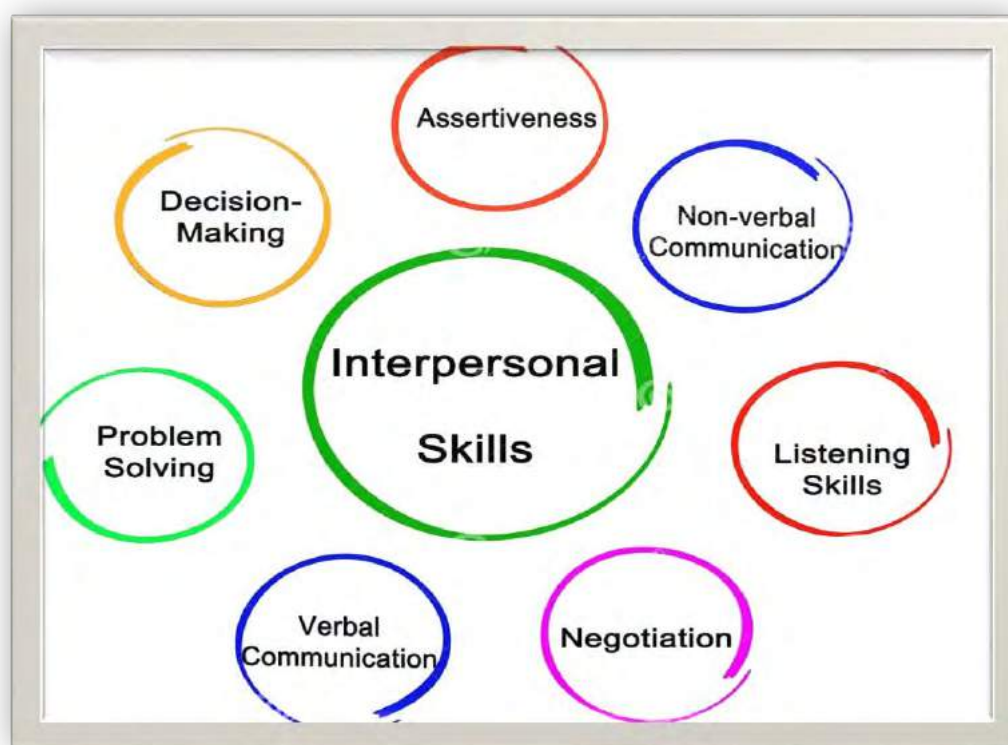 Assertiveness
Decision-
Making
Non-verbal
Communication
Interpersonal
Skills
Problem
Solving
Listening
Skills
Verbal
Communication
Negotiation